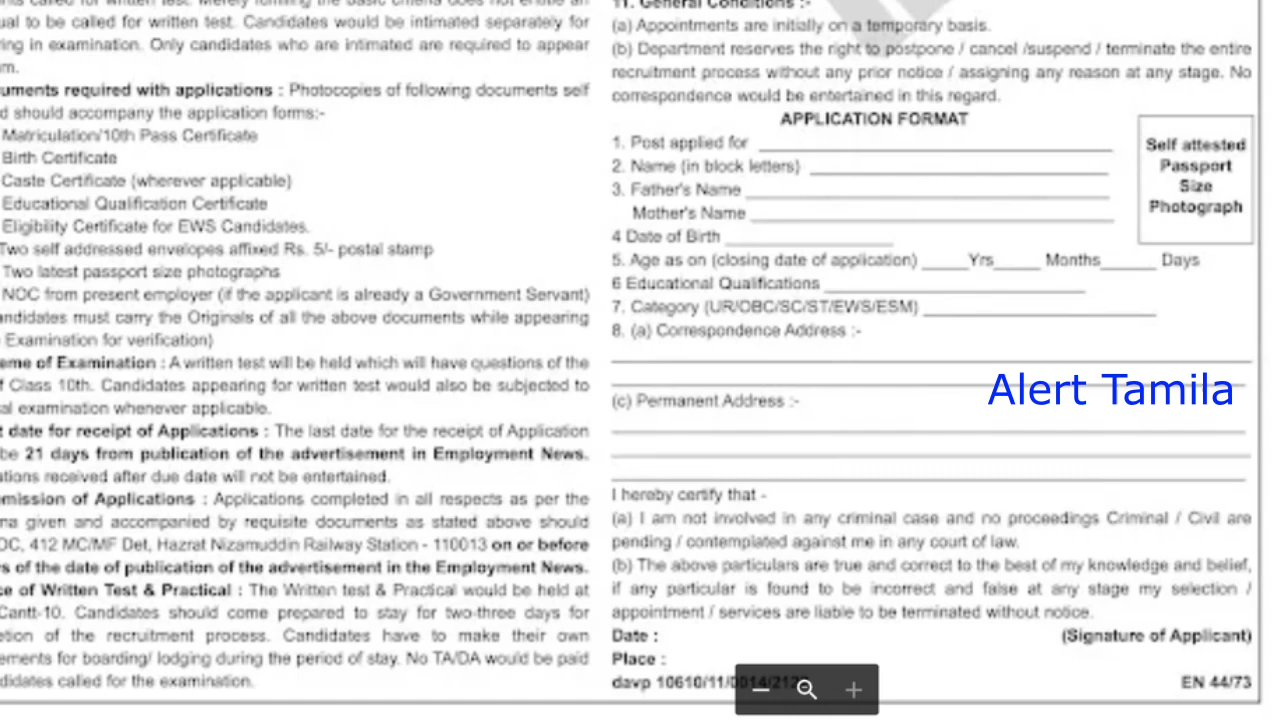 ual to be called for written test. Candidates would be intimated separately for
ring in examination. Only candidates who are intimated are required to appear
m.
uments required with applications : Photocopies of following documents self
d should accompany the application forms:-
Matriculation/10th Pass Certificate
Birth Certificate
Caste Certificate (wherever applicable)
Educational Qualification Certificate
Eligibility Certificate for EWS Candidates.
Two self addressed envelopes affixed Rs. 5/- postal stamp
Two latest passport size photographs
NOC from present employer (if the applicant is already a Government Servant)
andidates must carry the Originals of all the above documents while appearing
Examination for verification)
eme of Examination : A written test will be held which will have questions of the
f Class 10th. Candidates appearing for written test would also be subjected to
al examination whenever applicable.
t date for receipt of Applications : The last date for the receipt of Application
be 21 days from publication of the advertisement in Employment News.
ations received after due date will not be entertained.
mission of Applications : Applications completed in all respects as per the
ma given and accompanied by requisite documents as stated above should
OC, 412 MC/MF Det, Hazrat Nizamuddin Railway Station - 110013 on or before
s of the date of publication of the advertisement in the Employment News.
ce of Written Test & Practical : The Written test & Practical would be held at
Cantt-10. Candidates should come prepared to stay for two-three days for
etion of the recruitment process. Candidates have to make their own
ements for boarding/ lodging during the period of stay. No TA/DA would be paid
didates called for the examination.
11. General Conditions :-
(a) Appointments are initially on a temporary basis.
(b) Department reserves the right to postpone / cancel /suspend / terminate the entire
recruitment process without any prior notice / assigning any reason at any stage. No
correspondence would be entertained in this regard.
APPLICATION FORMAT
1. Post applied for
2. Name (in block letters)
3. Father's Name
Mother's Name
4 Date of Birth
5. Age as on (closing date of application) _____Yrs_____ Months______ Days
6 Educational Qualifications
7. Category (UR/OBC/SC/ST/EWS/ESM)
8. (a) Correspondence Address :-
(c) Permanent Address :-
I hereby certify that -
(a) I am not involved in any criminal case and no proceedings Criminal / Civil are
pending / contemplated against me in any court of law.
(b) The above particulars are true and correct to the best of my knowledge and belief,
if any particular is found to be incorrect and false at any stage my selection /
appointment / services are liable to be terminated without notice.
Date :
(Signature of Applicant)
Place :
davp 10610/11/
EN 44/73
Self attested
Passport
Size
Photograph
Alert Tamila